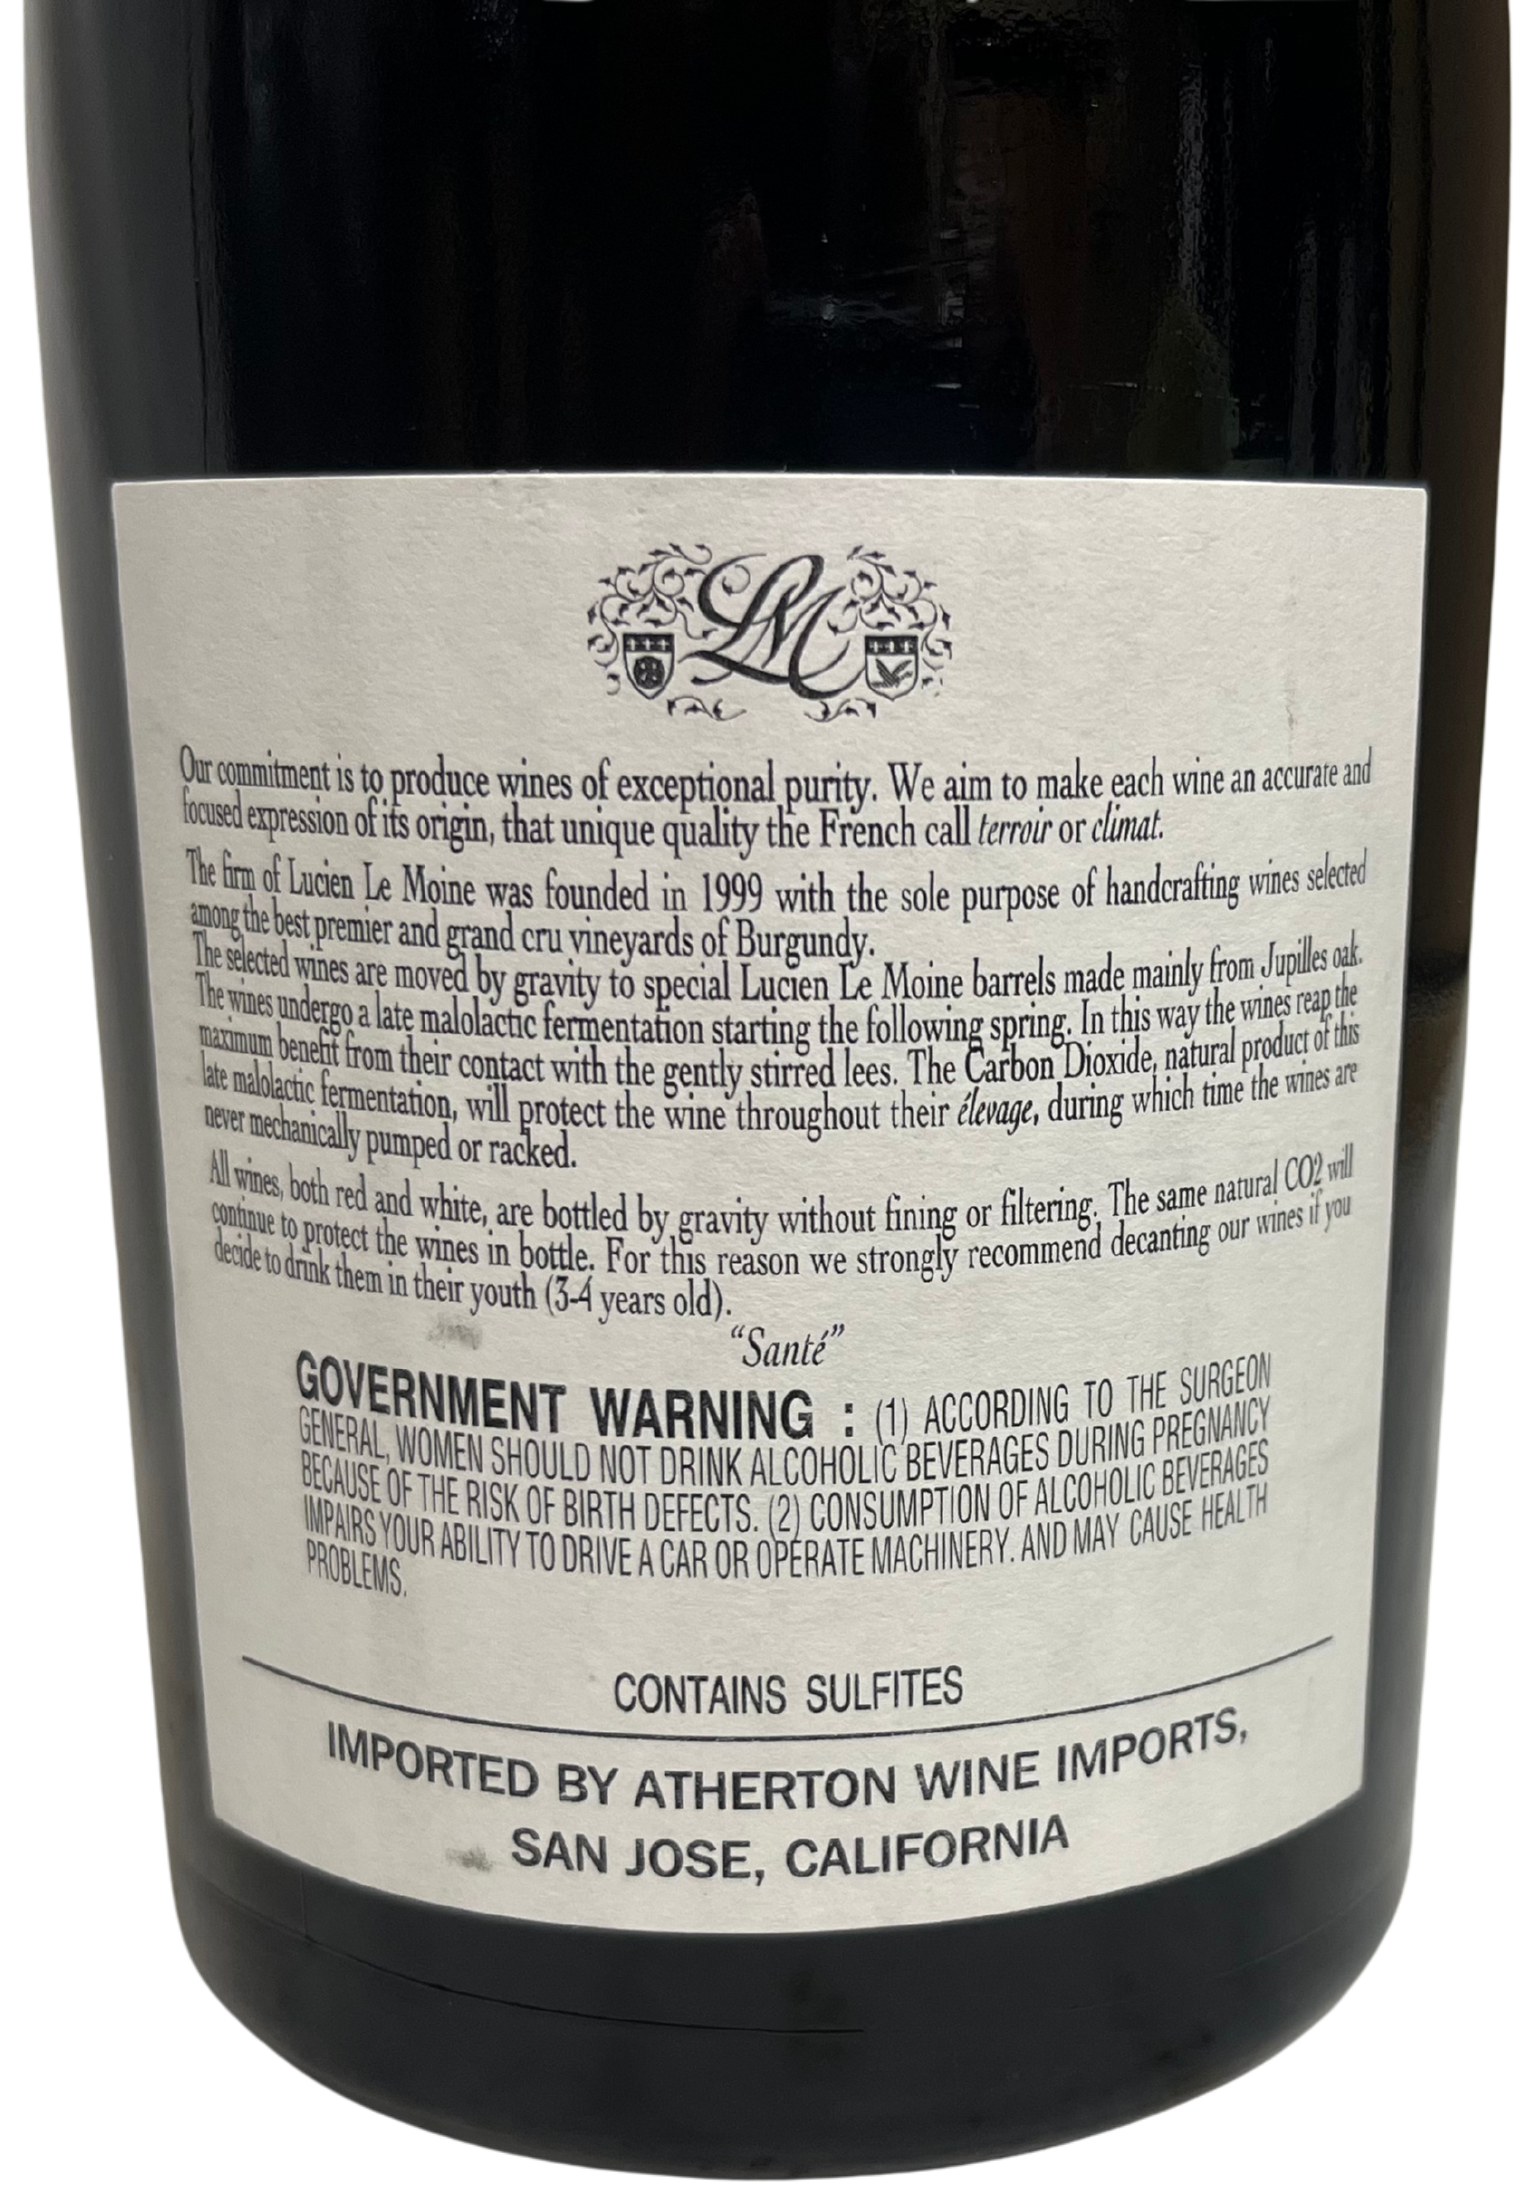 LM
Our commitment is to produce wines of exceptional purity. We aim to make each wine an accurate and
focused expression of its origin, that unique quality the French call terroir or climat.
The firm of Lucien Le Moine was founded in 1999 with the sole purpose of handcrafting wines selected
among the best premier and grand cru vineyards of Burgundy.
The selected wines are moved by gravity to special Lucien Le Moine barrels made mainly from Jupilles oak.
The wines undergo a late malolactic fermentation starting the following spring. In this way the wines reap the
maximum benefit from their contact with the gently stirred lees. The Carbon Dioxide, natural product of this
late malolactic fermentation, will protect the wine throughout their élevage, during which time the wines are
never mechanically pumped or racked.
All wines, both red and white, are bottled by gravity without fining or filtering. The same natural CO2 will
continue to protect the wines in bottle. For this reason we strongly recommend decanting our wines if you
decide to drink them in their youth (3-4 years old).
“Santé”
GOVERNMENT WARNING : (1) ACCORDING TO THE SURGEON
GENERAL, WOMEN SHOULD NOT DRINK ALCOHOLIC BEVERAGES DURING PREGNANCY
BECAUSE OF THE RISK OF BIRTH DEFECTS. (2) CONSUMPTION OF ALCOHOLIC BEVERAGES
IMPAIRS YOUR ABILITY TO DRIVE A CAR OR OPERATE MACHINERY. AND MAY CAUSE HEALTH
PROBLEMS.
CONTAINS SULFITES
IMPORTED BY ATHERTON WINE IMPORTS,
SAN JOSE, CALIFORNIA